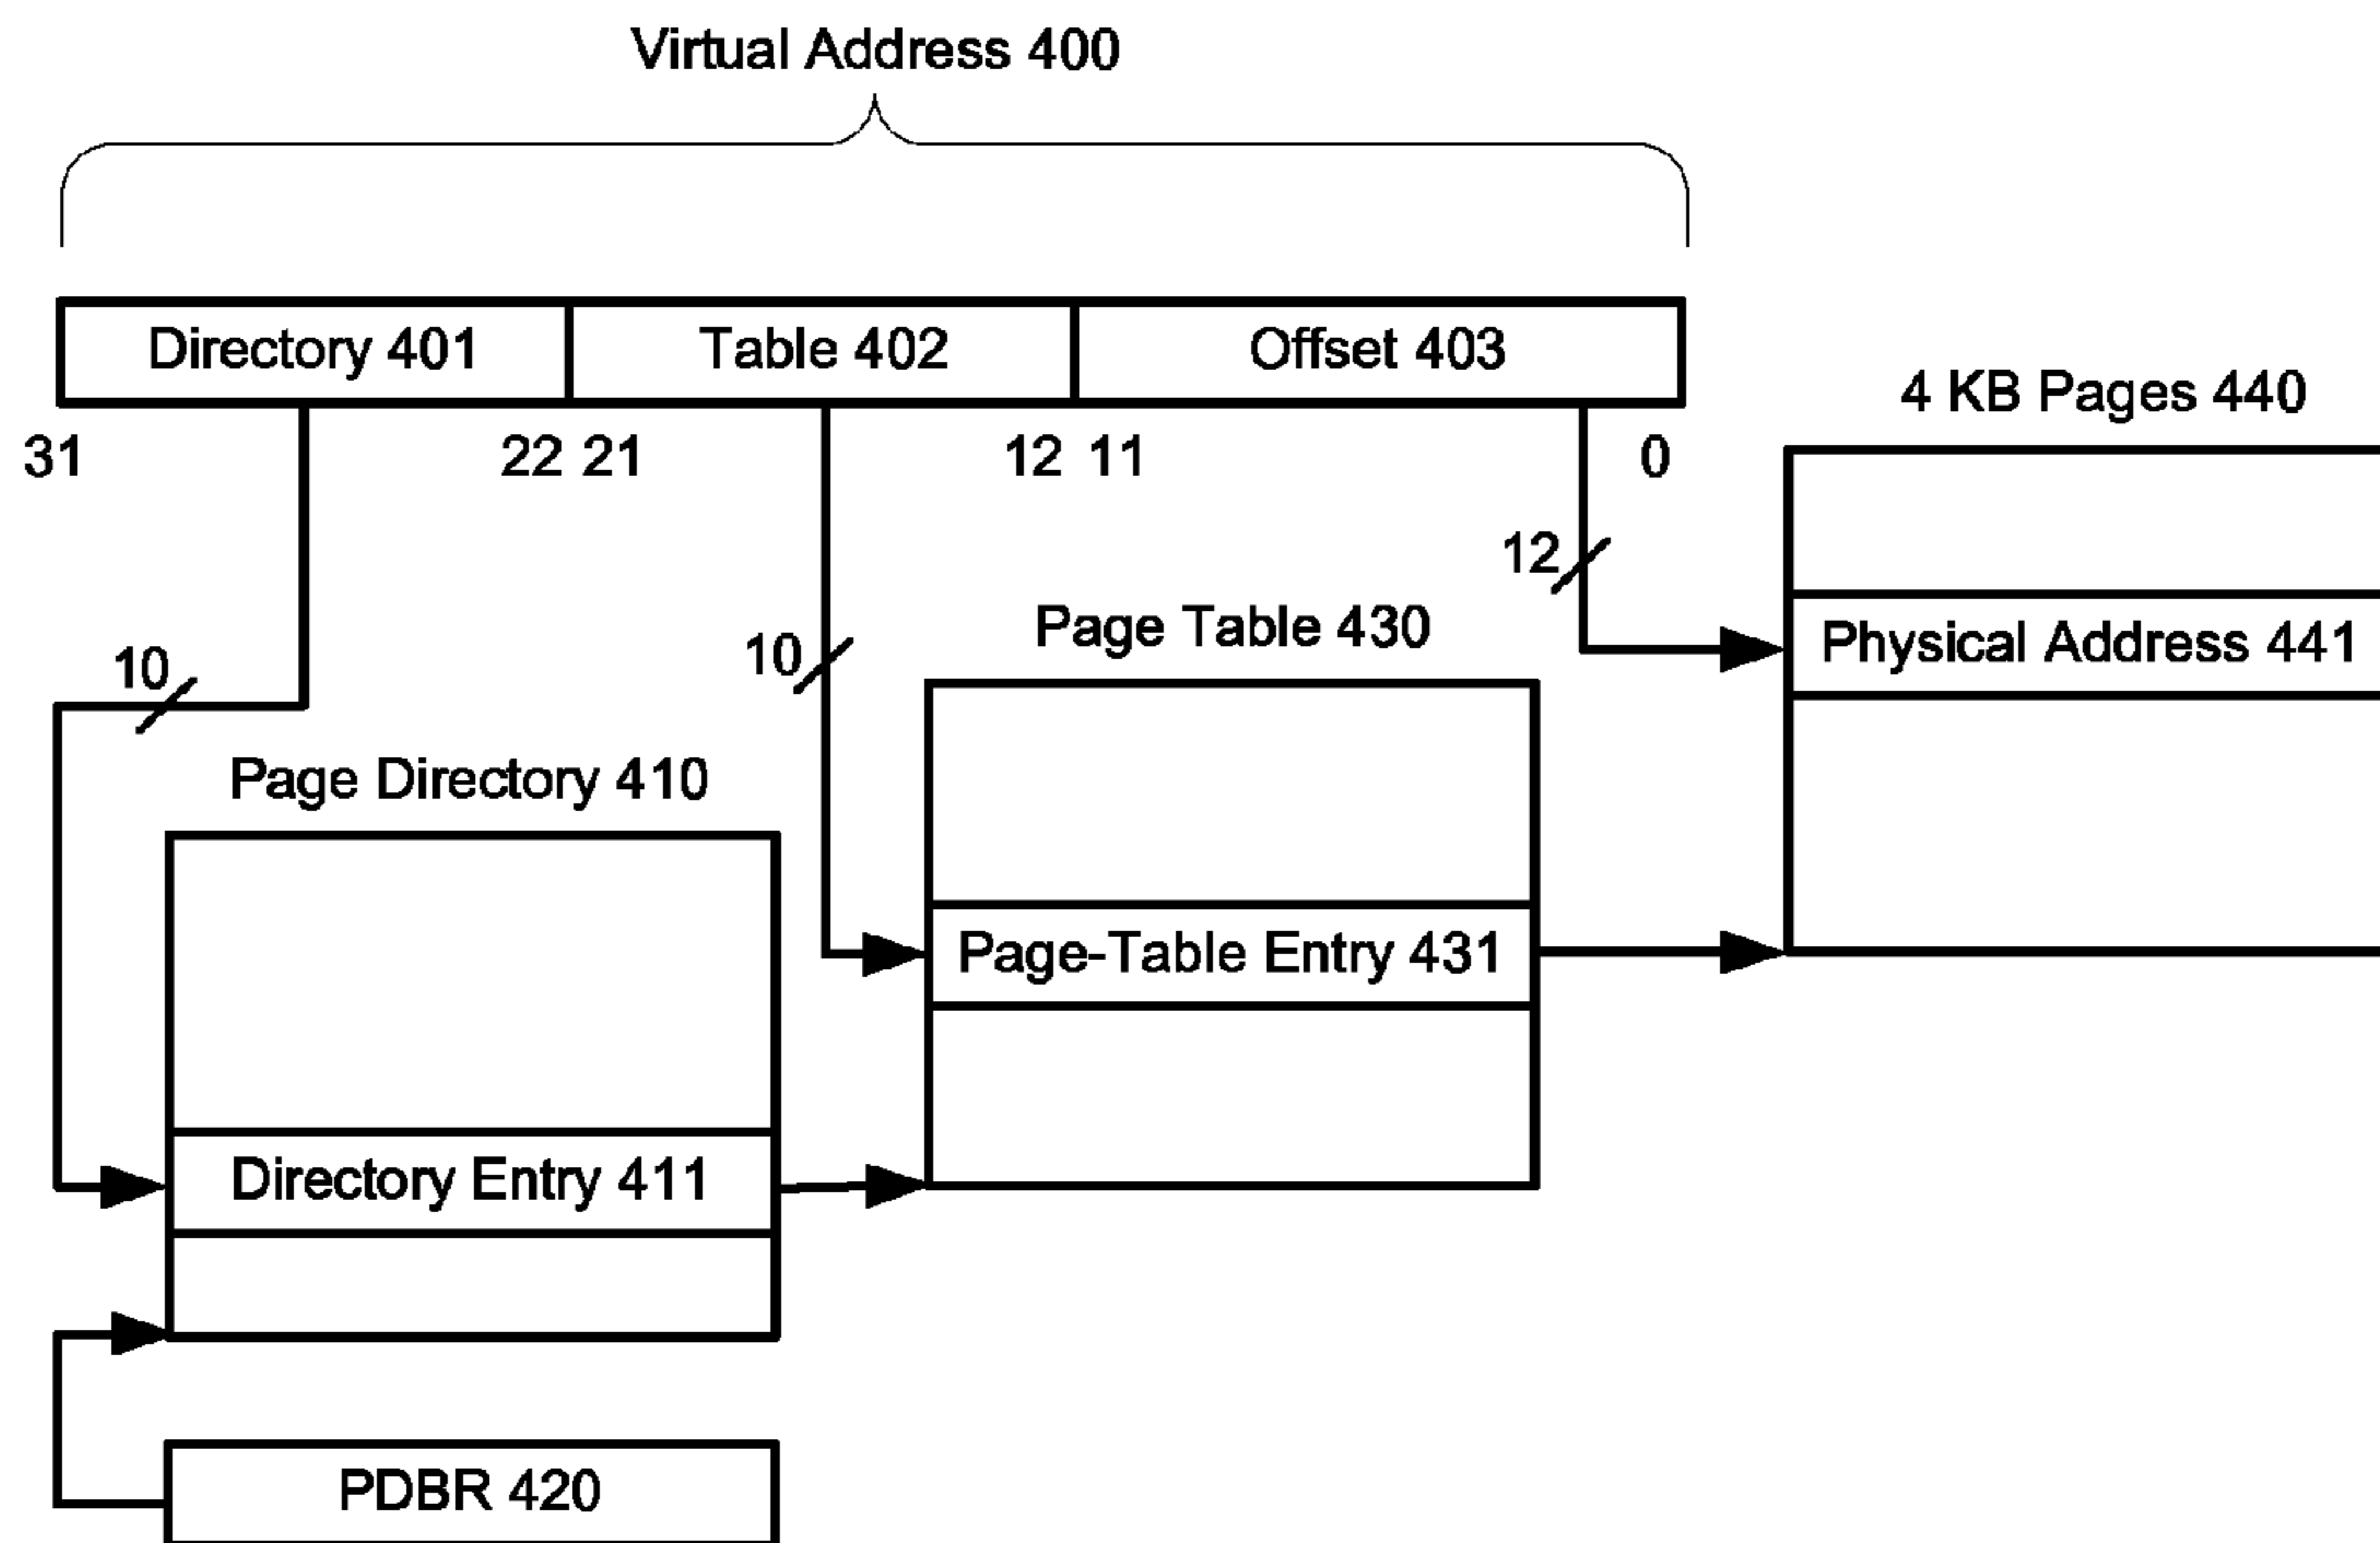 Virtual Address 400
Directory 401 Table 402 Offset 403
4 KB Pages 440
31 22 21 12 11 0
12
Page Table 430
Physical Address 441
10 10
Page Directory 410
Page-Table Entry 431
Directory Entry 411
PDBR 420